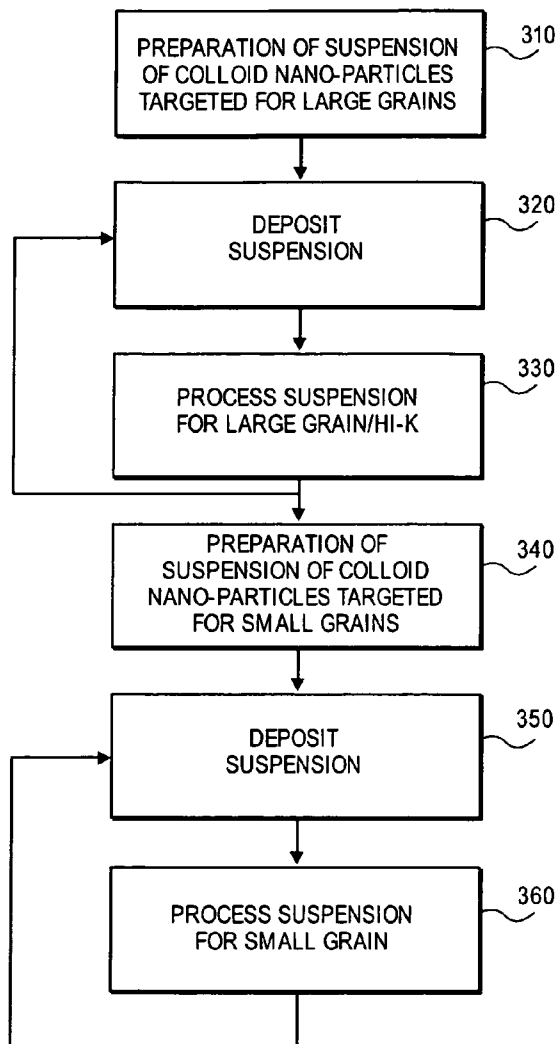 PREPARATION OF SUSPENSION
OF COLLOID NANO-PARTICLES
TARGETED FOR LARGE GRAINS
310
DEPOSIT
SUSPENSION
320
PROCESS SUSPENSION
FOR LARGE GRAIN/HI-K
330
PREPARATION OF
SUSPENSION OF COLLOID
NANO-PARTICLES TARGETED
FOR SMALL GRAINS
340
DEPOSIT
SUSPENSION
350
PROCESS SUSPENSION
FOR SMALL GRAIN
360